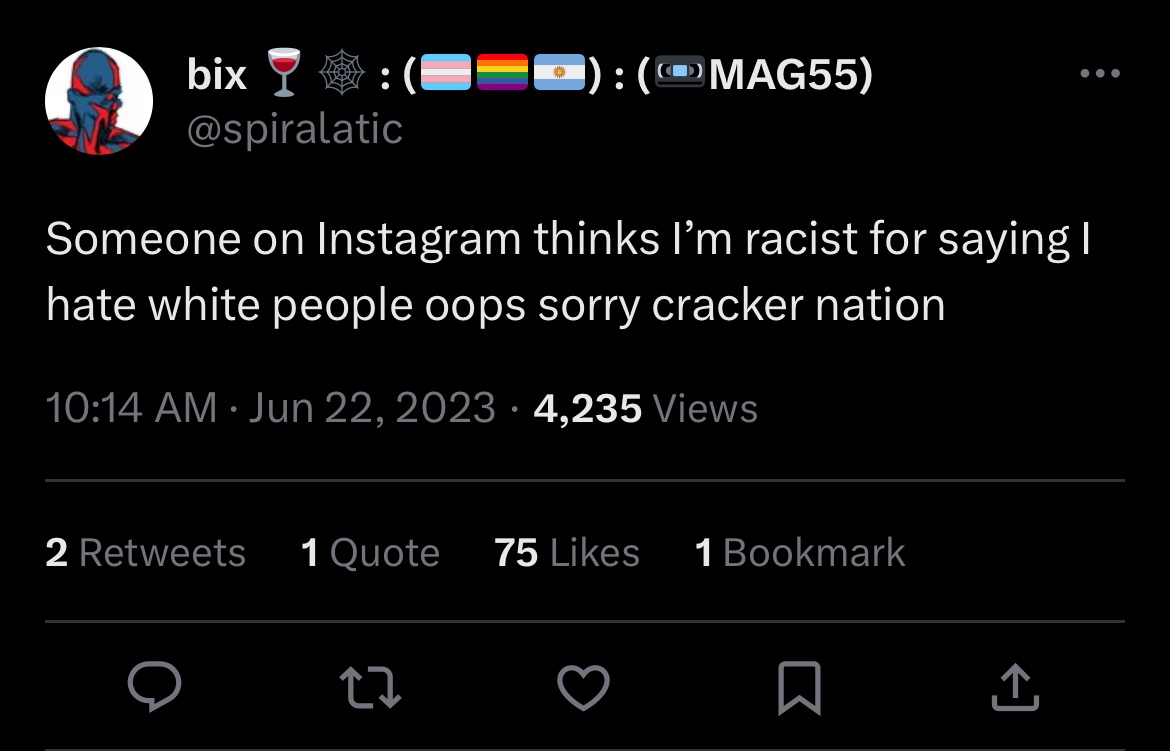 bix 🍷 🕸 : (🏳️‍⚧️🏳️‍🌈🇦🇷) : (📼MAG55)
@spiralatic
Someone on Instagram thinks I’m racist for saying I
hate white people oops sorry cracker nation
10:14 AM · Jun 22, 2023 · 4,235 Views
2 Retweets 1 Quote 75 Likes 1 Bookmark